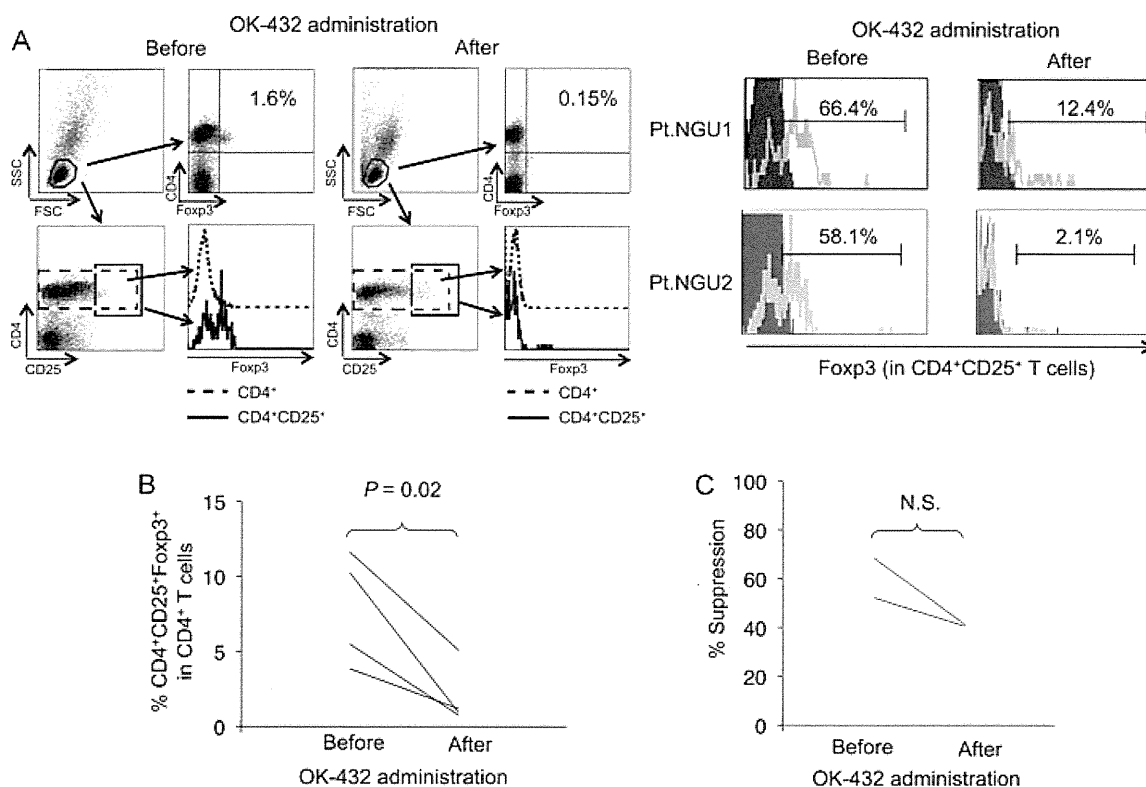 A
OK-432 administration
Before
After
1.6%
0.15%
SSC
FSC
CD4
Foxp3
SSC
FSC
CD4
Foxp3
CD4
CD25
Foxp3
CD4
CD25
Foxp3
CD4⁺
CD4⁺CD25⁺
CD4⁺
CD4⁺CD25⁺
OK-432 administration
Before
After
Pt.NGU1
66.4%
12.4%
Pt.NGU2
58.1%
2.1%
Foxp3 (in CD4⁺CD25⁺ T cells)
B
P = 0.02
% CD4⁺CD25⁺Foxp3⁺
in CD4⁺ T cells
15
10
5
0
Before
After
OK-432 administration
C
N.S.
% Suppression
100
80
60
40
20
0
Before
After
OK-432 administration